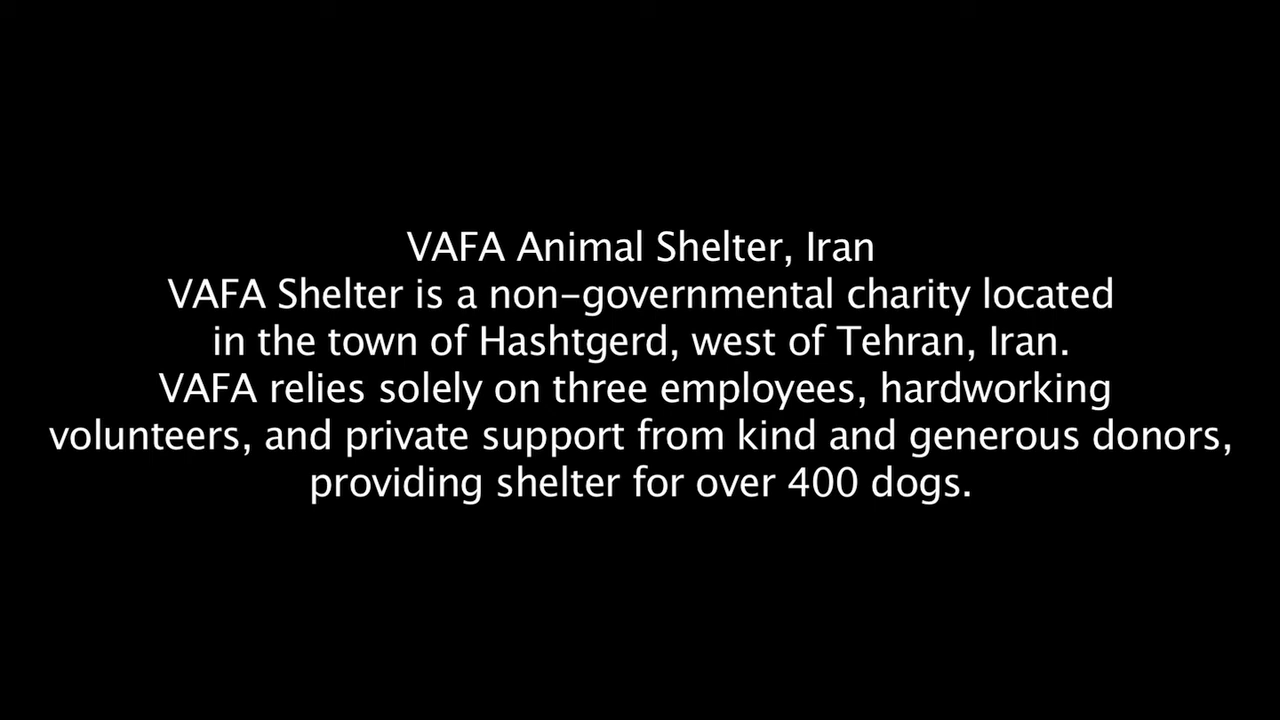 VAFA Animal Shelter, Iran
VAFA Shelter is a non-governmental charity located
in the town of Hashtgerd, west of Tehran, Iran.
VAFA relies solely on three employees, hardworking
volunteers, and private support from kind and generous donors,
providing shelter for over 400 dogs.